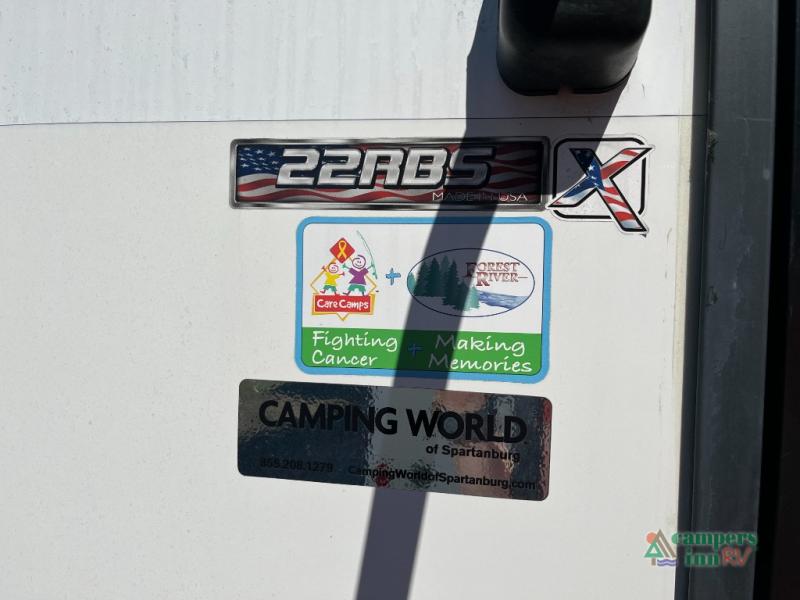 22RBS
MADE IN USA
X
Care Camps
+
FOREST
RIVER
Fighting + Making
Cancer Memories
CAMPING WORLD
of Spartanburg
855.208.1279 CampingWorldofSpartanburg.com
campers
inn RV